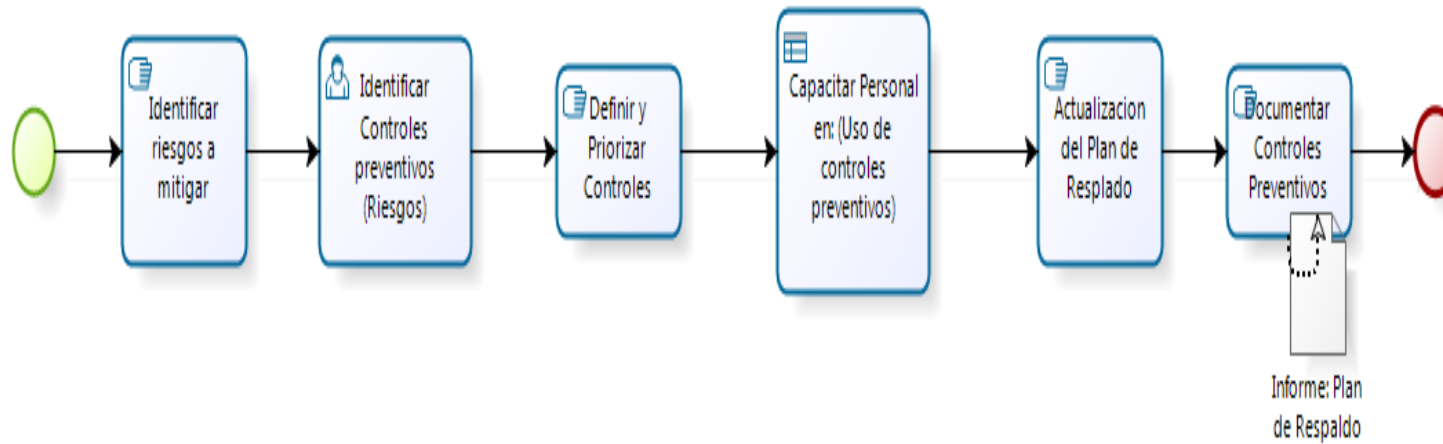 Identificar
riesgos a
mitigar
Identificar
Controles
preventivos
(Riesgos)
Definir y
Priorizar
Controles
Capacitar Personal
en: (Uso de
controles
preventivos)
Actualizacion
del Plan de
Resplado
Documentar
Controles
Preventivos
Informe: Plan
de Respaldo